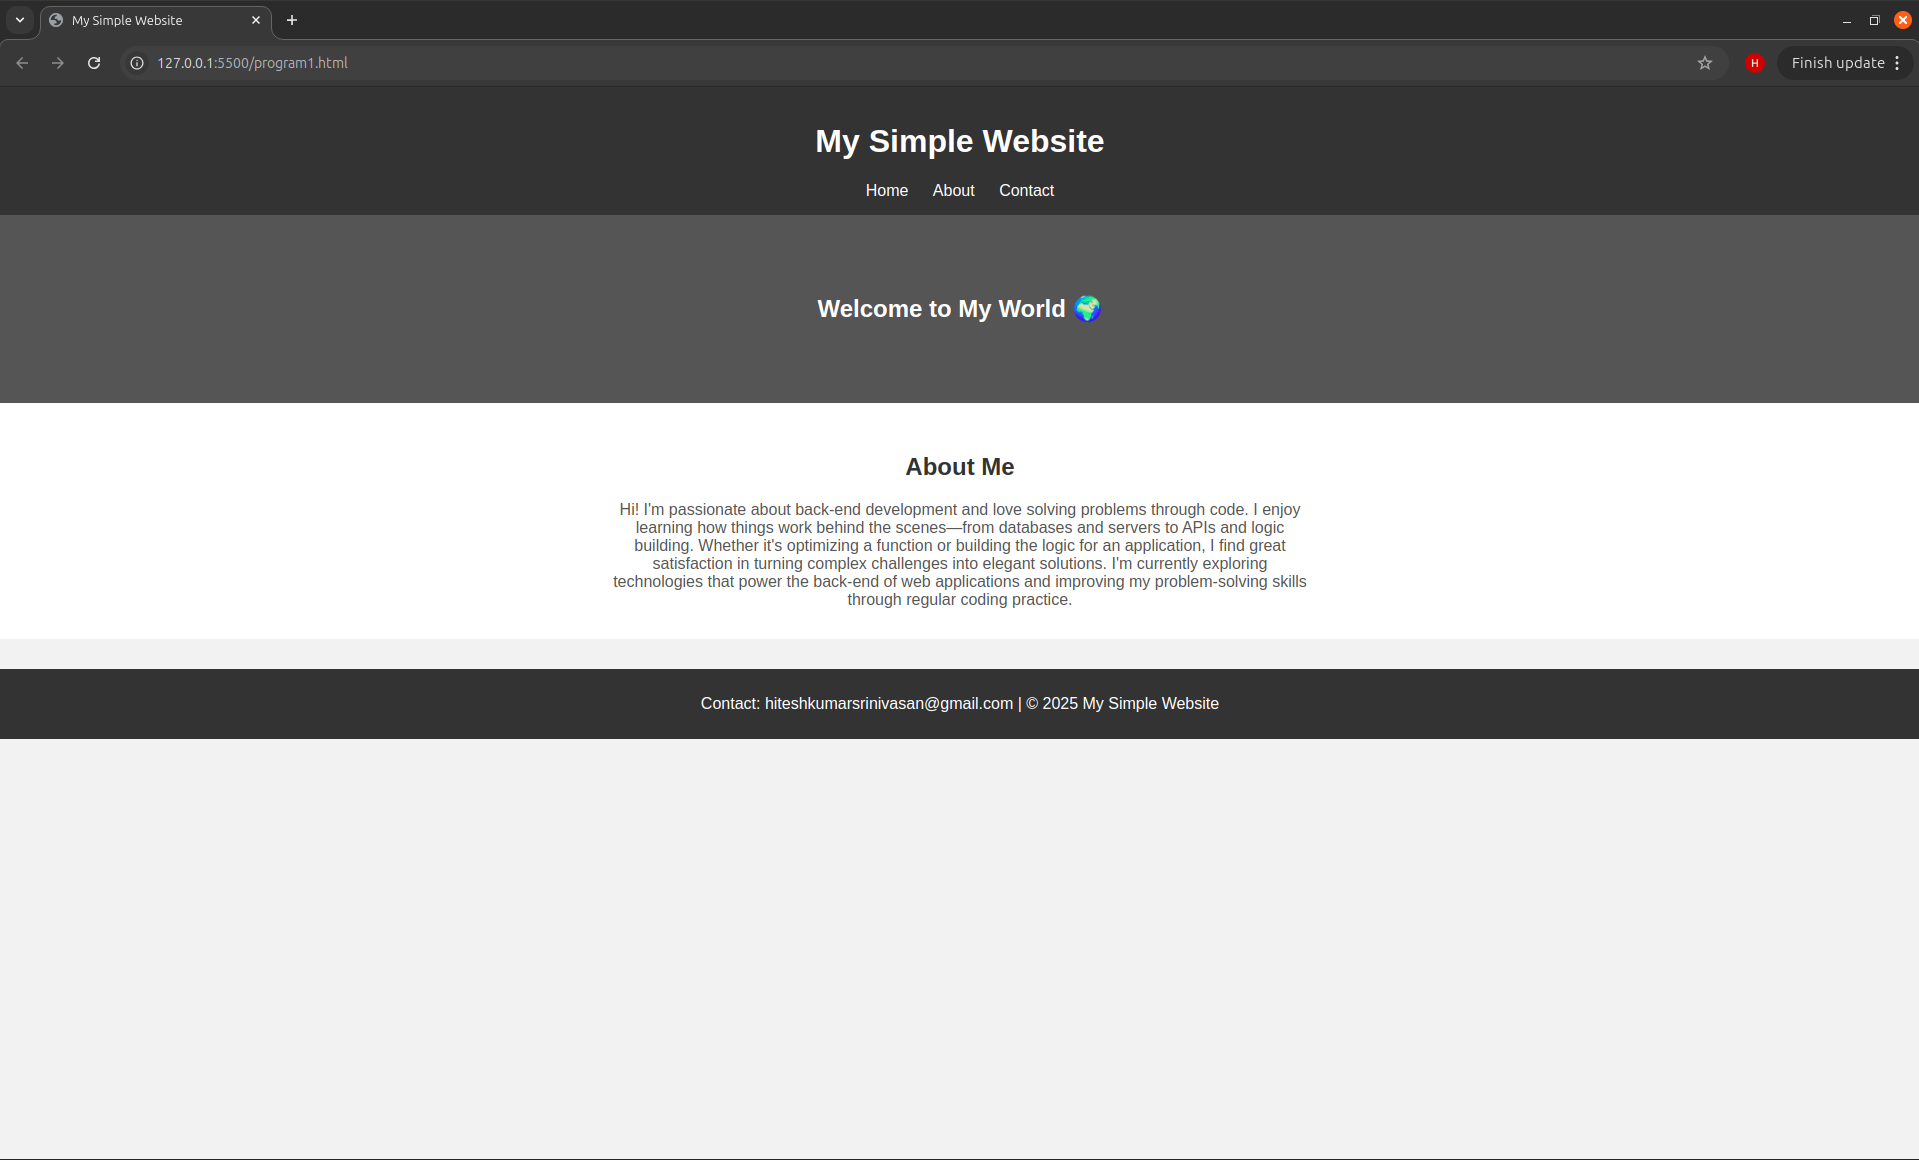 My Simple Website
127.0.0.1:5500/program1.html
H
Finish update
My Simple Website
Home About Contact
Welcome to My World 🌍
About Me
Hi! I'm passionate about back-end development and love solving problems through code. I enjoy
learning how things work behind the scenes—from databases and servers to APIs and logic
building. Whether it's optimizing a function or building the logic for an application, I find great
satisfaction in turning complex challenges into elegant solutions. I'm currently exploring
technologies that power the back-end of web applications and improving my problem-solving skills
through regular coding practice.
Contact: hiteshkumarsrinivasan@gmail.com | © 2025 My Simple Website